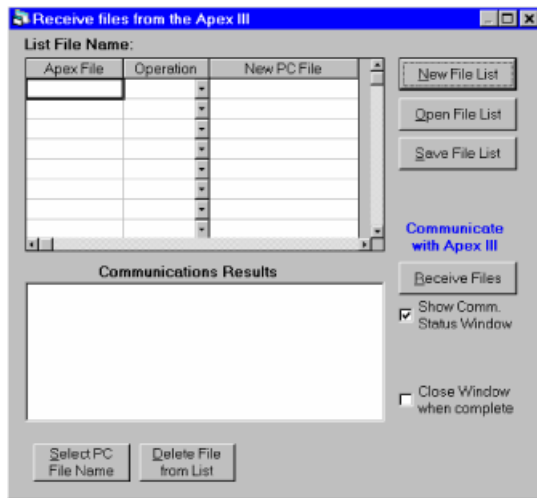 Receive files from the Apex III
List File Name:
Apex File Operation New PC File
New File List
Open File List
Save File List
Communicate
with Apex III
Communications Results
Receive Files
Show Comm.
Status Window
Close Window
when complete
Select PC
File Name
Delete File
from List